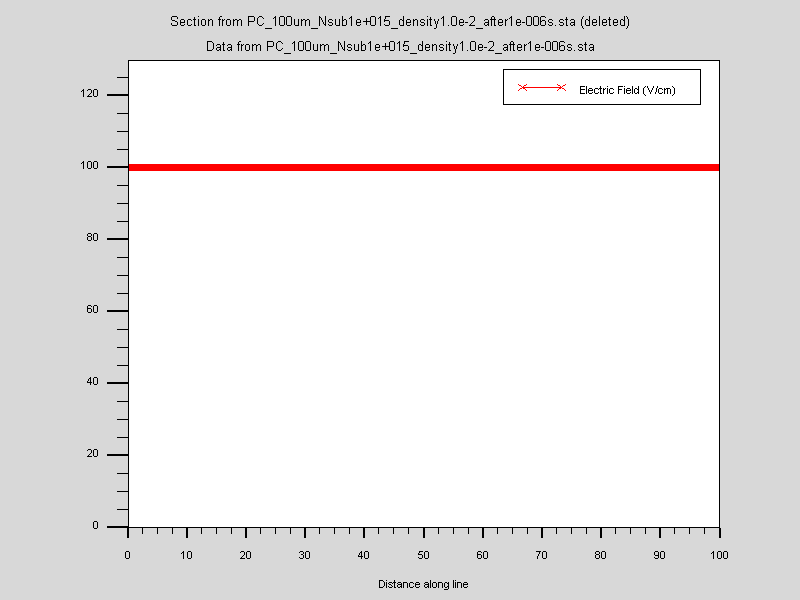 Section from PC_100um_Nsub1e+015_density1.0e-2_after1e-006s.sta (deleted)
Data from PC_100um_Nsub1e+015_density1.0e-2_after1e-006s.sta
Electric Field (V/cm)
120
100
80
60
40
20
0
0 10 20 30 40 50 60 70 80 90 100
Distance along line